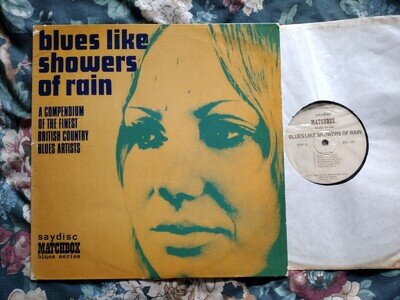 blues like
showers
of rain
A COMPENDIUM
OF THE FINEST
BRITISH COUNTRY
BLUES ARTISTS
saydisc
MATCHBOX
blues series
saydisc
MATCHBOX
BLUES LIKE SHOWERS OF RAIN